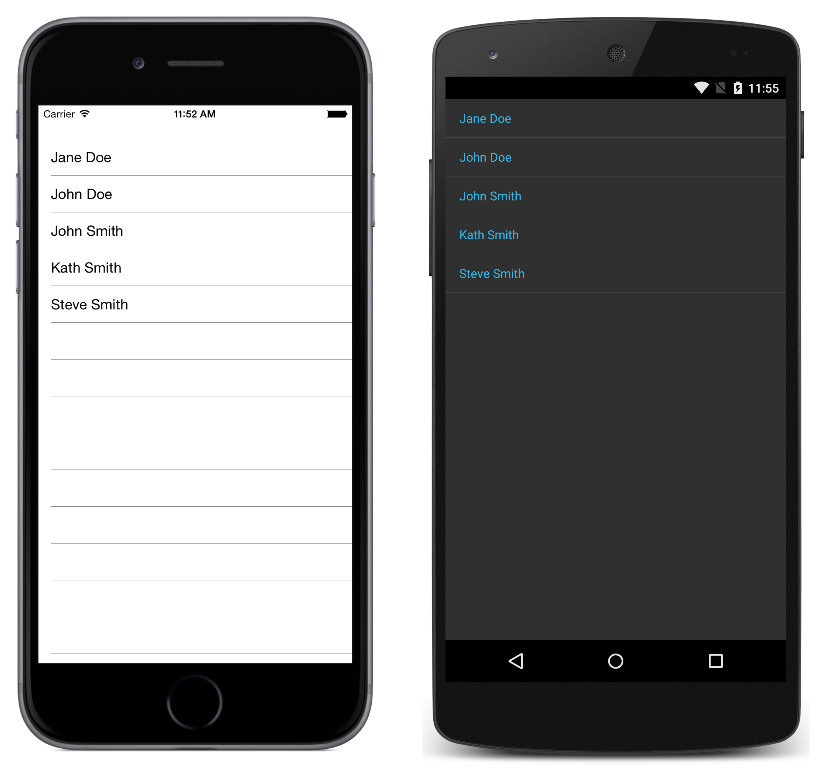 Carrier 11:52 AM
Jane Doe
John Doe
John Smith
Kath Smith
Steve Smith
11:55
Jane Doe
John Doe
John Smith
Kath Smith
Steve Smith